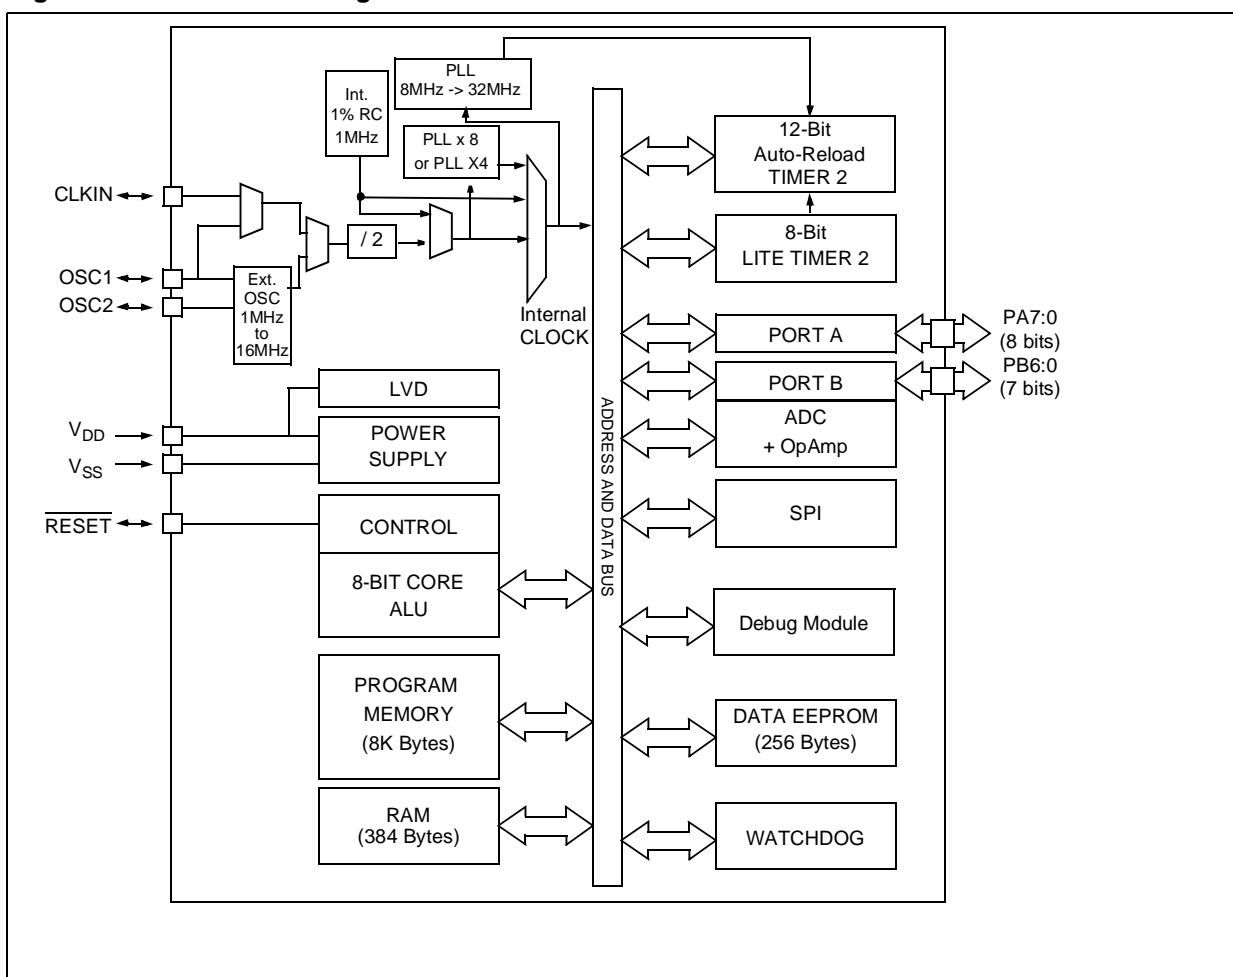 PLL
8MHz -> 32MHz
Int.
1% RC
1MHz
PLL x 8
or PLL X4
12-Bit
Auto-Reload
TIMER 2
CLKIN
/ 2
8-Bit
LITE TIMER 2
OSC1
OSC2
Ext.
OSC
1MHz
to
16MHz
Internal
CLOCK
PORT A
PA7:0
(8 bits)
PORT B
PB6:0
(7 bits)
LVD
ADC
+ OpAmp
VDD
VSS
POWER
SUPPLY
ADDRESS AND DATA BUS
SPI
RESET
CONTROL
8-BIT CORE
ALU
Debug Module
PROGRAM
MEMORY
(8K Bytes)
DATA EEPROM
(256 Bytes)
RAM
(384 Bytes)
WATCHDOG